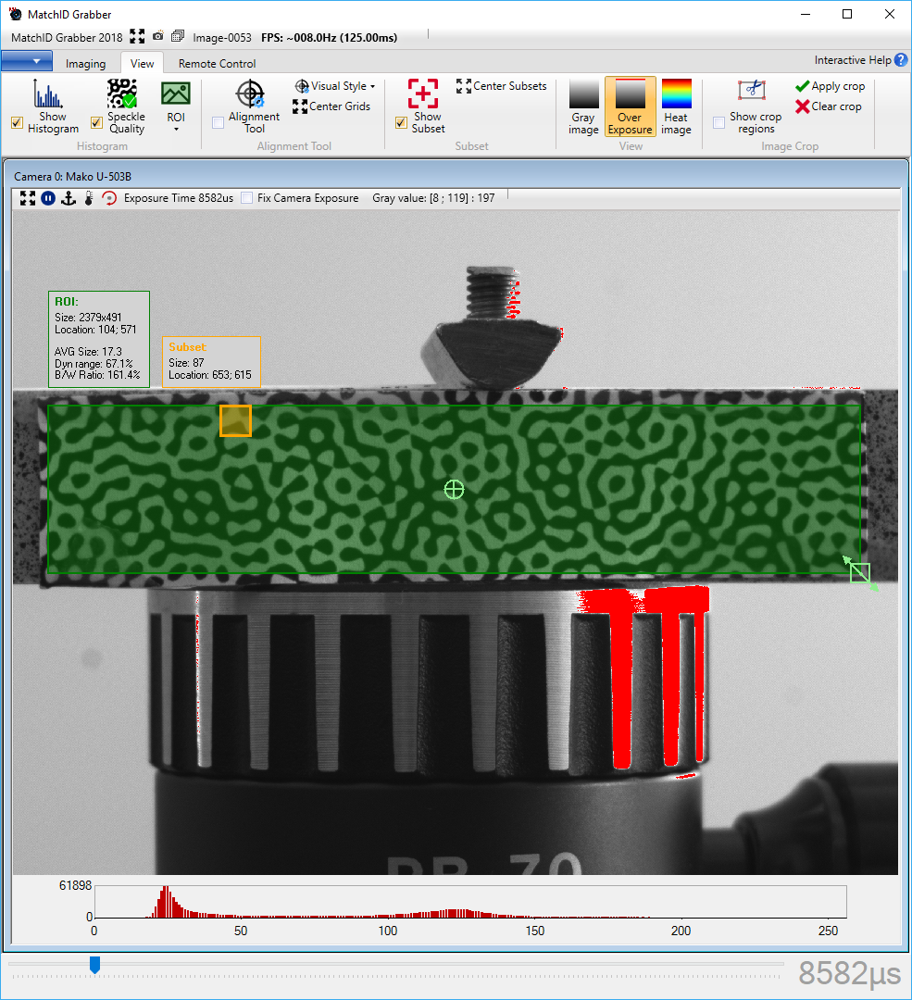 MatchID Grabber
MatchID Grabber 2018 Image-0053 FPS: ~008.0Hz (125.00ms)
Imaging View Remote Control Interactive Help
Show Histogram
Speckle Quality
ROI
Histogram
Alignment Tool
Visual Style
Center Grids
Alignment Tool
Show Subset
Center Subsets
Subset
Gray image
Over Exposure
Heat image
View
Show crop regions
Apply crop
Clear crop
Image Crop
Camera 0: Mako U-503B
Exposure Time 8582us Fix Camera Exposure Gray value: [8 ; 119] : 197
ROI:
Size: 2379x491
Location: 104; 571
AVG Size: 17.3
Dyn range: 67.1%
B/W Ratio: 161.4%
Subset:
Size: 87
Location: 653; 615
61898
0
0 50 100 150 200 250
8582µs